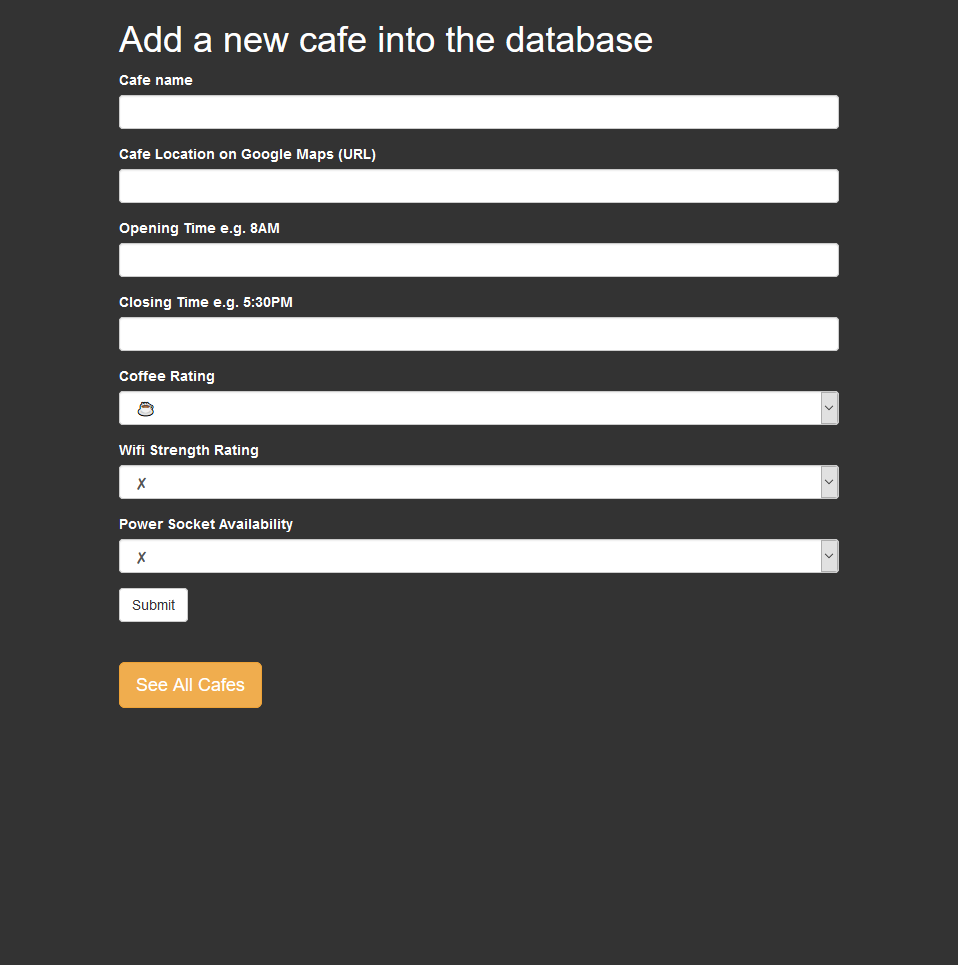 Add a new cafe into the database
Cafe name
Cafe Location on Google Maps (URL)
Opening Time e.g. 8AM
Closing Time e.g. 5:30PM
Coffee Rating
☕
Wifi Strength Rating
✘
Power Socket Availability
✘
Submit
See All Cafes